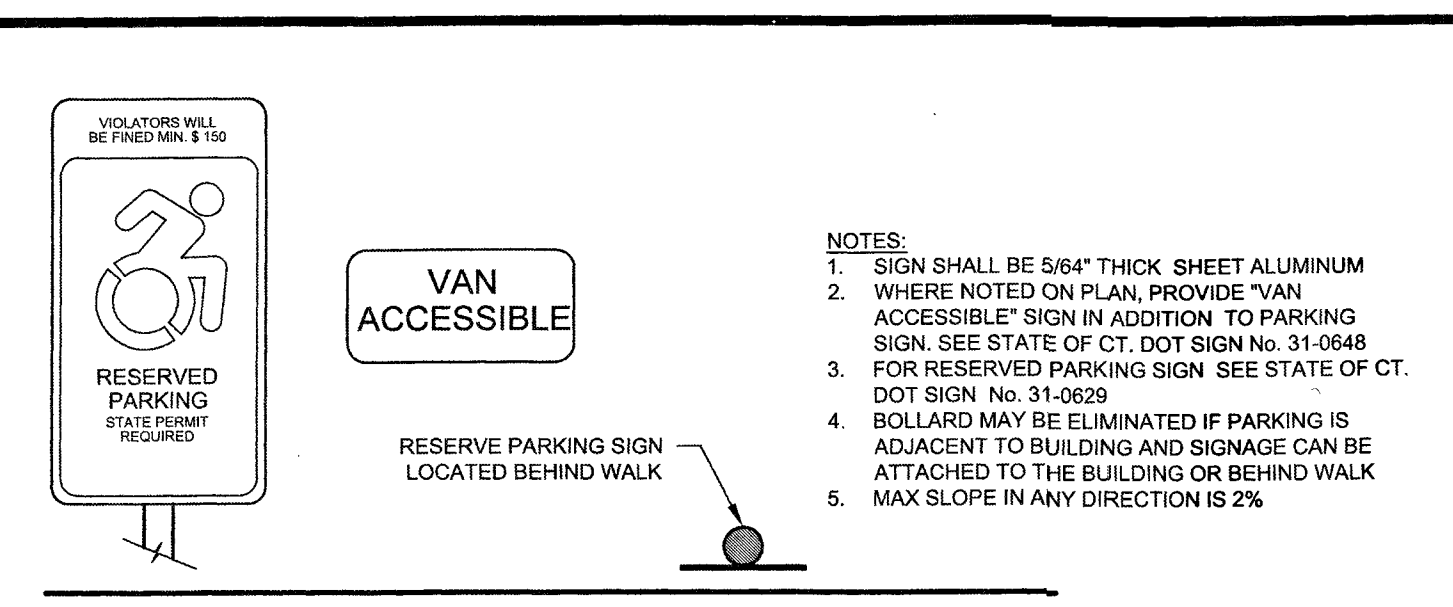 VIOLATORS WILL
BE FINED MIN. $ 150
RESERVED
PARKING
STATE PERMIT
REQUIRED
VAN
ACCESSIBLE
RESERVE PARKING SIGN
LOCATED BEHIND WALK
NOTES:
1. SIGN SHALL BE 5/64" THICK SHEET ALUMINUM
2. WHERE NOTED ON PLAN, PROVIDE "VAN
ACCESSIBLE" SIGN IN ADDITION TO PARKING
SIGN. SEE STATE OF CT. DOT SIGN No. 31-0648
3. FOR RESERVED PARKING SIGN SEE STATE OF CT.
DOT SIGN No. 31-0629
4. BOLLARD MAY BE ELIMINATED IF PARKING IS
ADJACENT TO BUILDING AND SIGNAGE CAN BE
ATTACHED TO THE BUILDING OR BEHIND WALK
5. MAX SLOPE IN ANY DIRECTION IS 2%